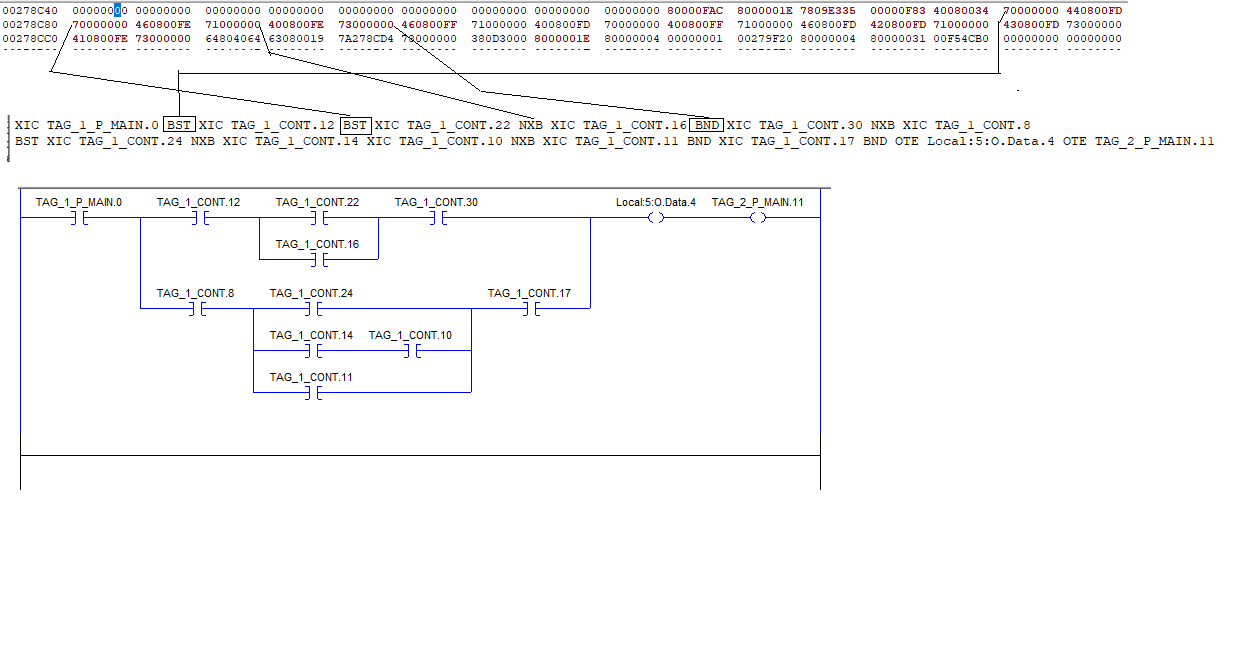 00278C40 00000000 00000000 00000000 00000000 00000000 00000000 00000000 00000000 00000000 80000FAC 8000001E 7809E335 00000F83 40080034 70000000 440800FD
00278C80 70000000 460800FE 71000000 400800FE 73000000 460800FF 71000000 400800FD 70000000 400800FF 71000000 460800FD 420800FD 71000000 430800FD 73000000
00278CC0 410800FE 73000000 64804064 63080019 7A278CD4 73000000 380D3000 8000001E 80000004 00000001 00279F20 80000004 80000031 00F54CB0 00000000 00000000
XIC TAG_1_P_MAIN.0 BST XIC TAG_1_CONT.12 BST XIC TAG_1_CONT.22 NXB XIC TAG_1_CONT.16 BND XIC TAG_1_CONT.30 NXB XIC TAG_1_CONT.8
BST XIC TAG_1_CONT.24 NXB XIC TAG_1_CONT.14 XIC TAG_1_CONT.10 NXB XIC TAG_1_CONT.11 BND XIC TAG_1_CONT.17 BND OTE Local:5:O.Data.4 OTE TAG_2_P_MAIN.11
TAG_1_P_MAIN.0 TAG_1_CONT.12 TAG_1_CONT.22 TAG_1_CONT.30 Local:5:O.Data.4 TAG_2_P_MAIN.11
TAG_1_CONT.16
TAG_1_CONT.8 TAG_1_CONT.24 TAG_1_CONT.17
TAG_1_CONT.14 TAG_1_CONT.10
TAG_1_CONT.11